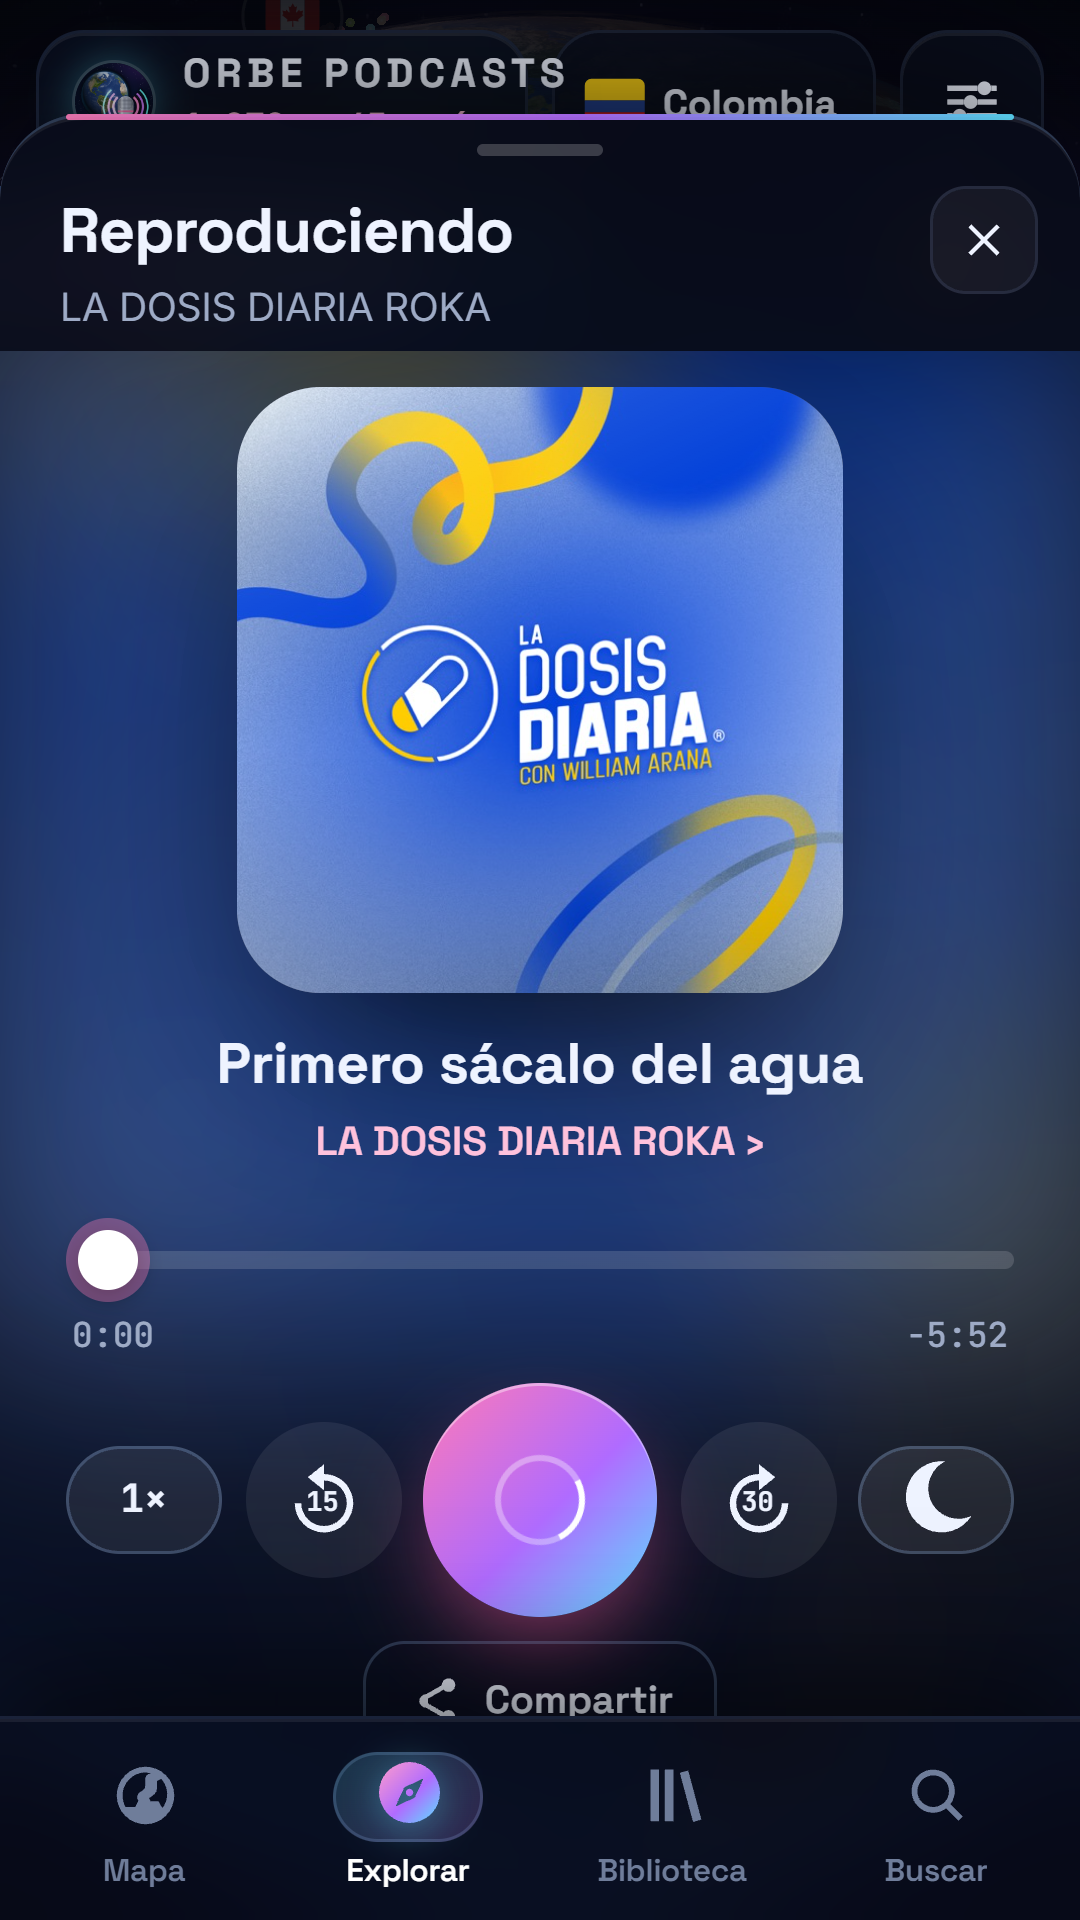 ORBE PODCASTS
Colombia
Reproduciendo
LA DOSIS DIARIA ROKA
LA
DOSIS
DIARIA®
CON WILLIAM ARANA
Primero sácalo del agua
LA DOSIS DIARIA ROKA >
0:00
-5:52
1×
15
30
Compartir
Mapa
Explorar
Biblioteca
Buscar